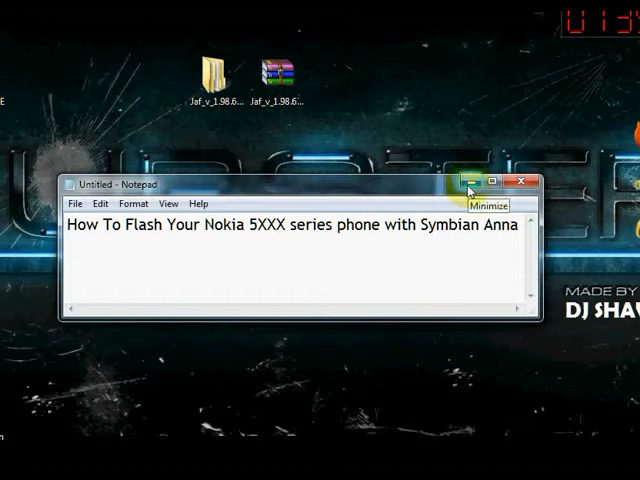 E
Jaf_v_1.98.6... Jaf_v_1.98.6...
Untitled - Notepad
Minimize
File Edit Format View Help
How To Flash Your Nokia 5XXX series phone with Symbian Anna
MADE BY
DJ SHA
n